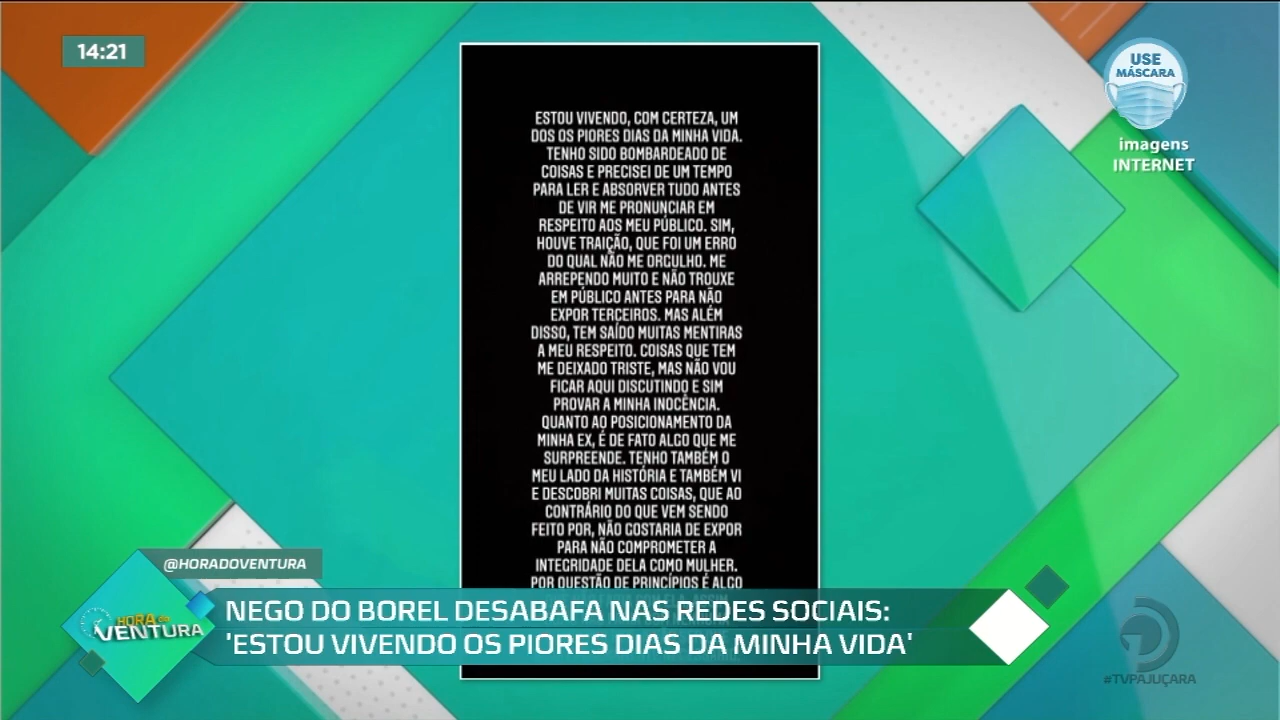 14:21
USE
MÁSCARA
imagens
INTERNET
ESTOU VIVENDO, COM CERTEZA, UM
DOS OS PIORES DIAS DA MINHA VIDA.
TENHO SIDO BOMBARDEADO DE
COISAS E PRECISEI DE UM TEMPO
PARA LER E ABSORVER TUDO ANTES
DE VIR ME PRONUNCIAR EM
RESPEITO AOS MEU PÚBLICO. SIM,
HOUVE TRAIÇÃO, QUE FOI UM ERRO
DO QUAL NÃO ME ORGULHO. ME
ARREPENDO MUITO E NÃO TROUXE
EM PÚBLICO ANTES PARA NÃO
EXPOR TERCEIROS. MAS ALÉM
DISSO, TEM SAÍDO MUITAS MENTIRAS
A MEU RESPEITO. COISAS QUE TEM
ME DEIXADO TRISTE, MAS NÃO VOU
FICAR AQUI DISCUTINDO E SIM
PROVAR A MINHA INOCÊNCIA.
QUANTO AO POSICIONAMENTO DA
MINHA EX, É DE FATO ALGO QUE ME
SURPREENDE. TENHO TAMBÉM O
MEU LADO DA HISTÓRIA E TAMBÉM VI
E DESCOBRI MUITAS COISAS, QUE AO
CONTRÁRIO DO QUE VEM SENDO
FEITO POR, NÃO GOSTARIA DE EXPOR
PARA NÃO COMPROMETER A
INTEGRIDADE DELA COMO MULHER.
POR QUESTÃO DE PRINCÍPIOS É ALGO
@HORADOVENTURA
HORA DO
VENTURA
NEGO DO BOREL DESABAFA NAS REDES SOCIAIS:
'ESTOU VIVENDO OS PIORES DIAS DA MINHA VIDA'
#TVPAJUÇARA